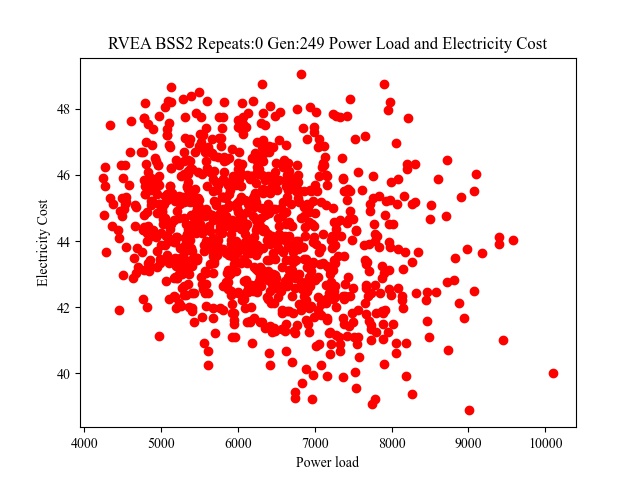 RVEA BSS2 Repeats:0 Gen:249 Power Load and Electricity Cost
Electricity Cost
48
46
44
42
40
4000 5000 6000 7000 8000 9000 10000
Power load